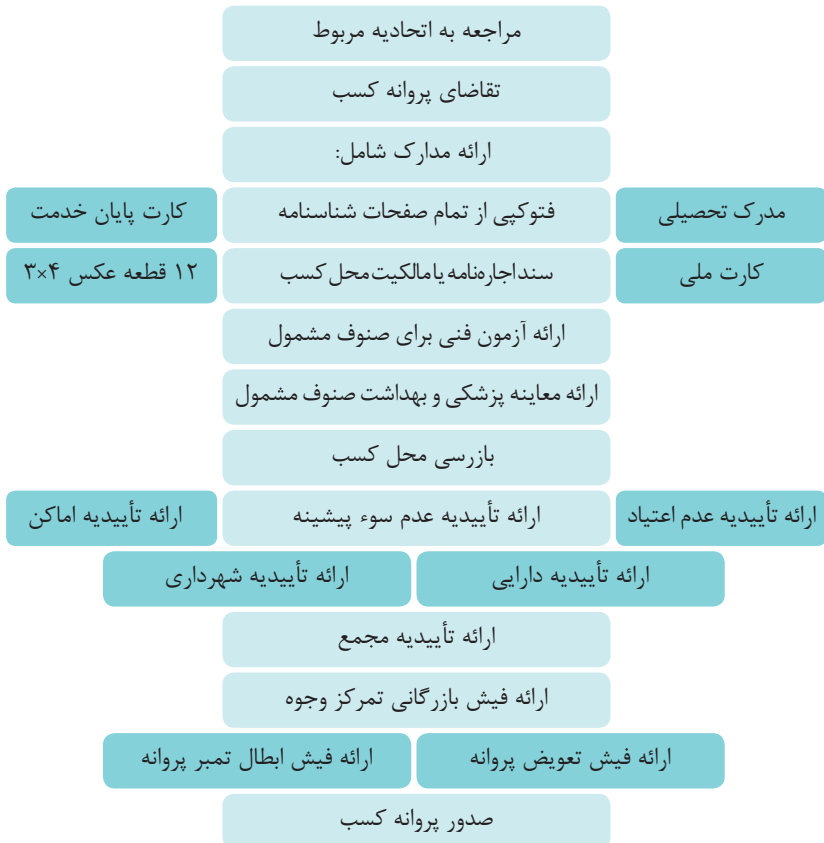 مراجعه به اتحادیه مربوط
تقاضای پروانه کسب
ارائه مدارک شامل:
مدرک تحصیلی
فتوکپی از تمام صفحات شناسنامه
کارت پایان خدمت
کارت ملی
سند اجاره‌نامه یا مالکیت محل کسب
۱۲ قطعه عکس ۴×۳
ارائه آزمون فنی برای صنوف مشمول
ارائه معاینه پزشکی و بهداشت صنوف مشمول
بازرسی محل کسب
ارائه تأییدیه عدم اعتیاد
ارائه تأییدیه عدم سوء پیشینه
ارائه تأییدیه اماکن
ارائه تأییدیه دارایی
ارائه تأییدیه شهرداری
ارائه تأییدیه مجمع
ارائه فیش بازرگانی تمرکز وجوه
ارائه فیش تعویض پروانه
ارائه فیش ابطال تمبر پروانه
صدور پروانه کسب